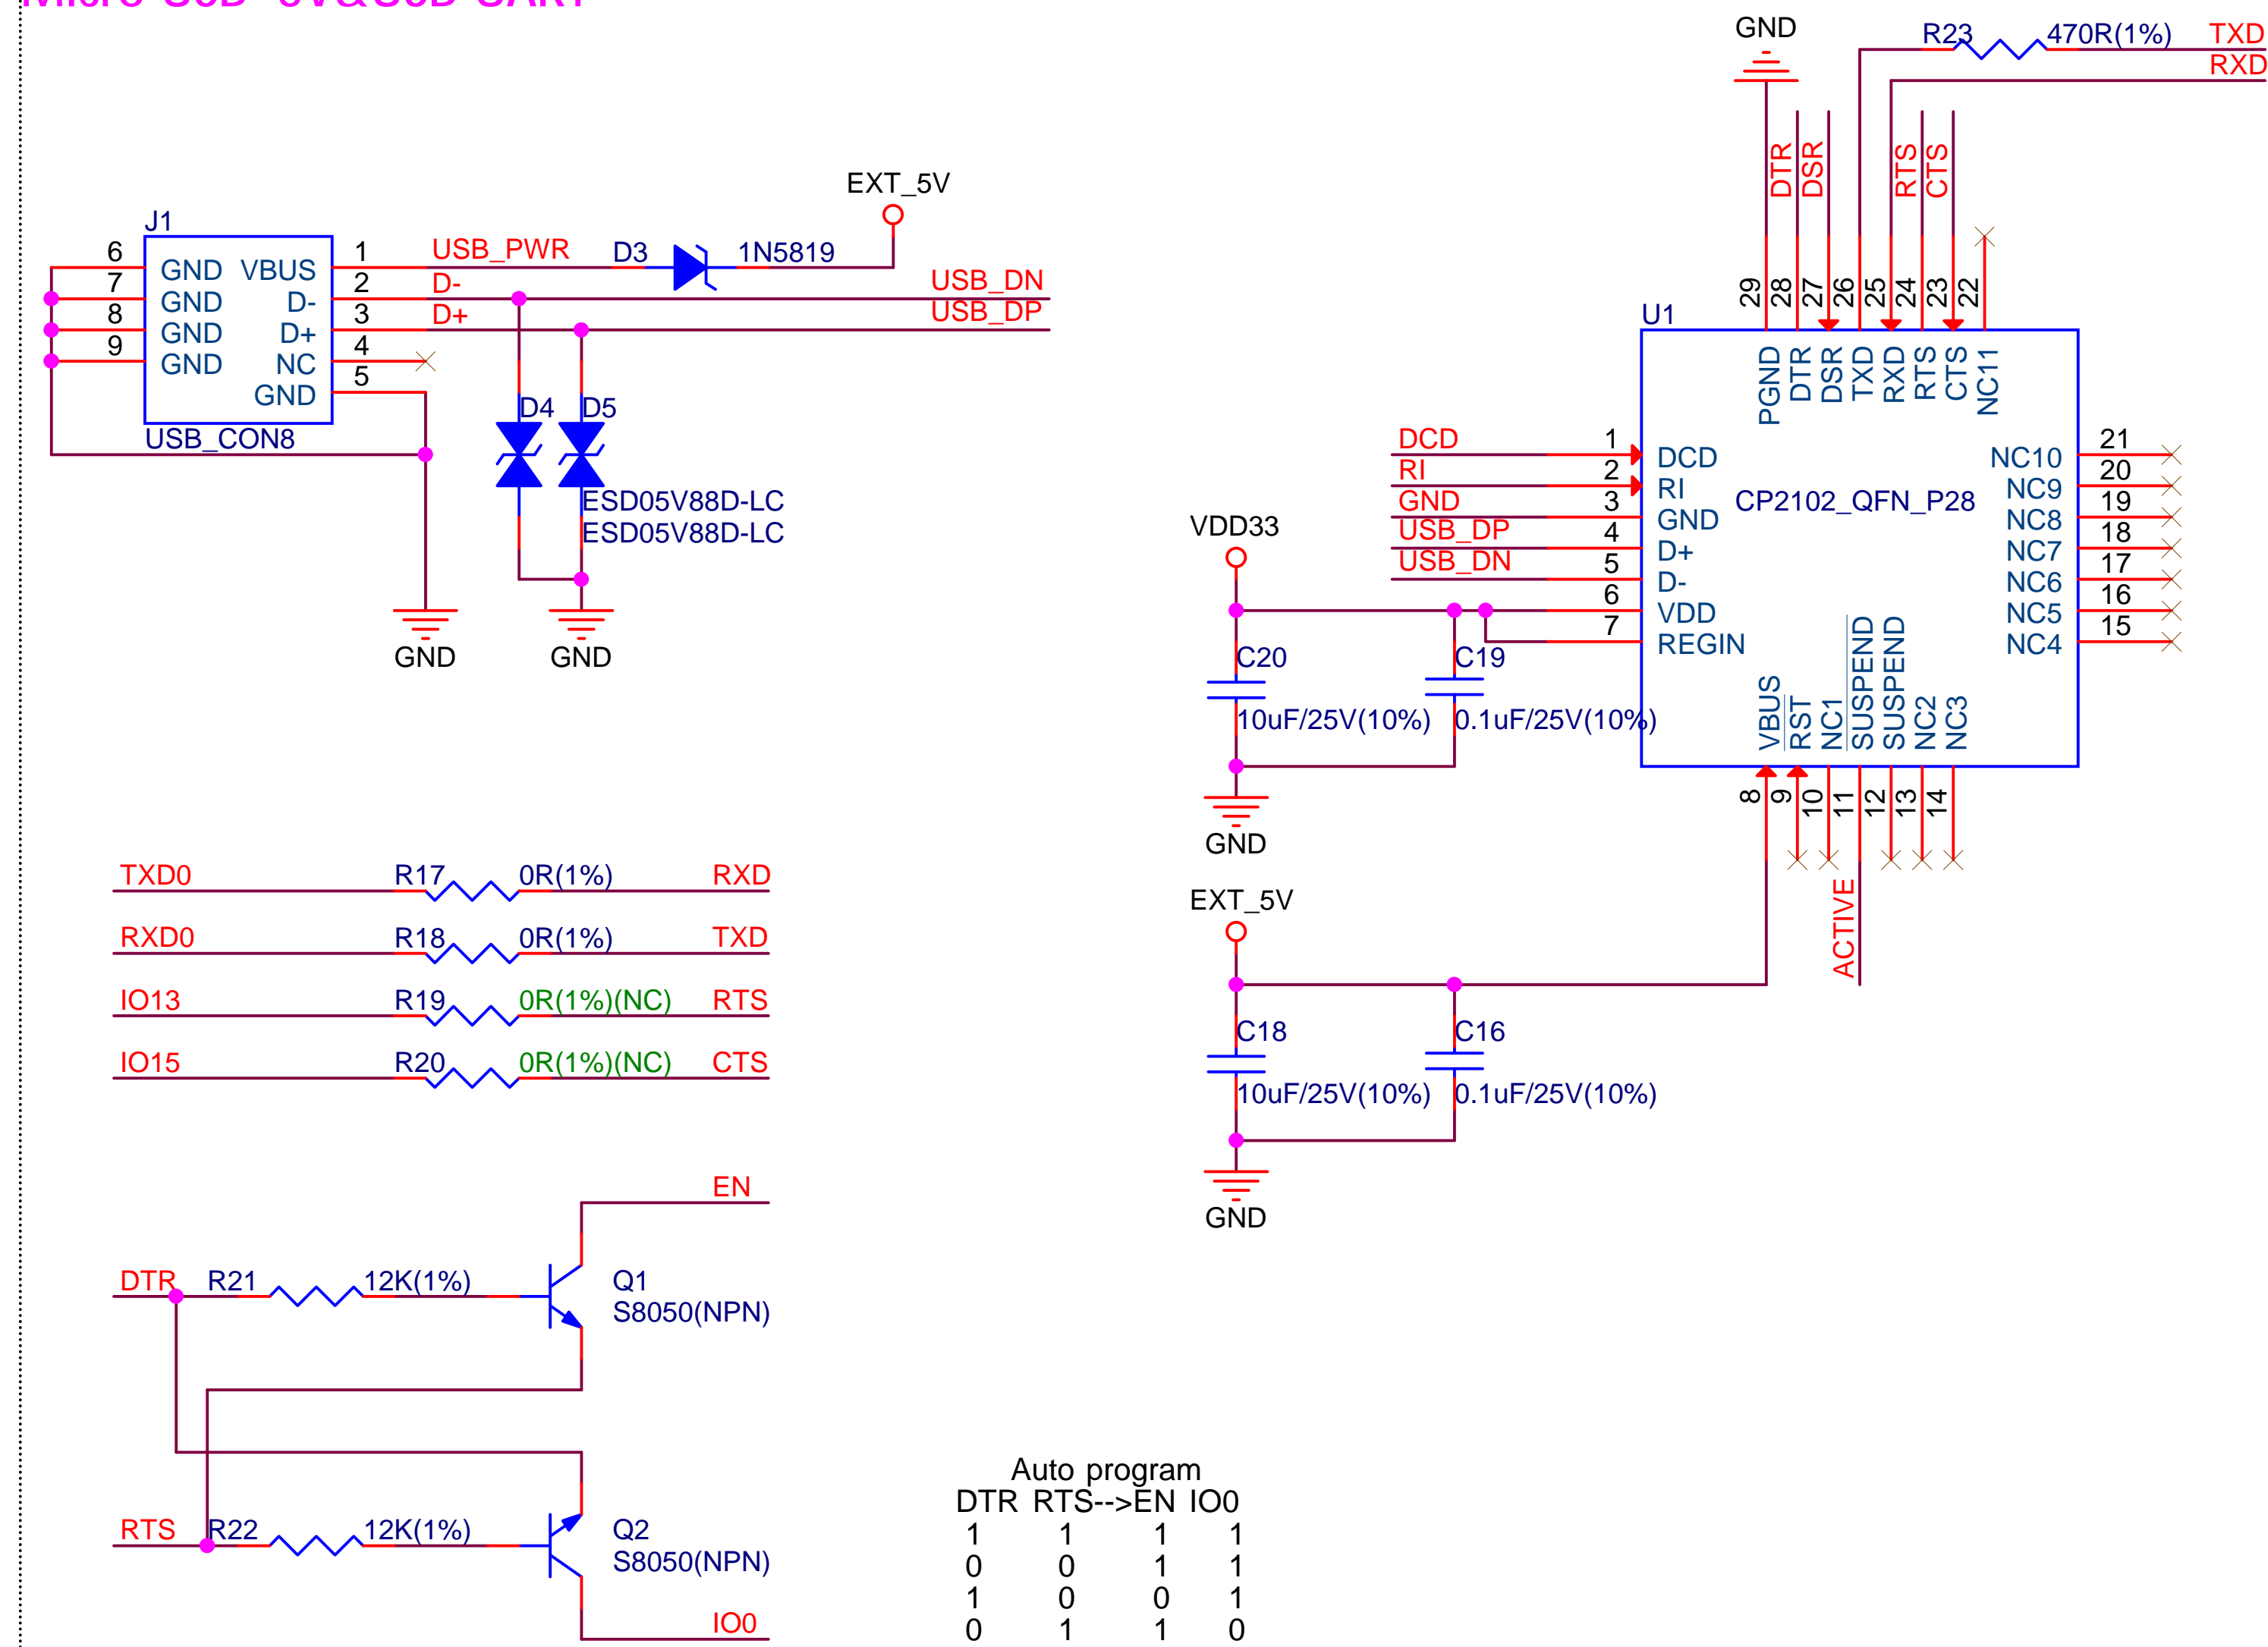 GND
R23 470R(1%) TXD
RXD
DTR
DSR
RTS
CTS
EXT_5V
J1
6 GND VBUS 1 USB_PWR D3 1N5819
7 GND D- 2 D- USB_DN
8 GND D+ 3 D+ USB_DP
9 GND NC 4
GND 5
USB_CON8
D4 D5
ESD05V88D-LC
ESD05V88D-LC
GND GND
29 28 27 26 25 24 23 22
U1
PGND DTR DSR TXD RXD RTS CTS NC11
DCD 1 DCD NC10 21
RI 2 RI NC9 20
CP2102_QFN_P28
GND 3 GND NC8 19
USB_DP 4 D+ NC7 18
USB_DN 5 D- NC6 17
6 VDD NC5 16
7 REGIN NC4 15
VBUS RST NC1 SUSPEND SUSPEND NC2 NC3
8 9 10 11 12 13 14
ACTIVE
VDD33
C20 C19
10uF/25V(10%) 0.1uF/25V(10%)
GND
EXT_5V
C18 C16
10uF/25V(10%) 0.1uF/25V(10%)
GND
TXD0 R17 0R(1%) RXD
RXD0 R18 0R(1%) TXD
IO13 R19 0R(1%)(NC) RTS
IO15 R20 0R(1%)(NC) CTS
EN
DTR R21 12K(1%) Q1
S8050(NPN)
RTS R22 12K(1%) Q2
S8050(NPN)
IO0
Auto program
DTR RTS-->EN IO0
1 1 1 1
0 0 1 1
1 0 0 1
0 1 1 0